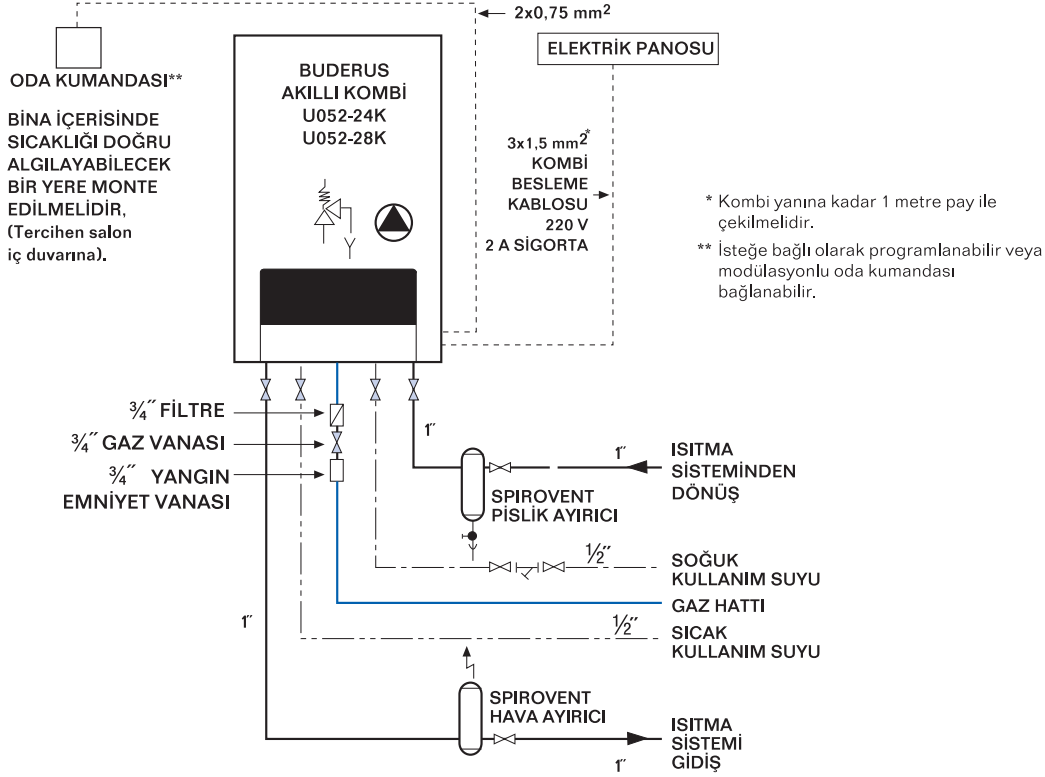 2x0,75 mm²
ELEKTRİK PANOSU
ODA KUMANDASI**
BİNA İÇERİSİNDE
SICAKLIĞI DOĞRU
ALGILAYABİLECEK
BİR YERE MONTE
EDİLMELİDİR,
(Tercihen salon
iç duvarına).
BUDERUS
AKILLI KOMBİ
U052-24K
U052-28K
3x1,5 mm²*
KOMBİ
BESLEME
KABLOSU
220 V
2 A SİGORTA
* Kombi yanına kadar 1 metre pay ile
çekilmelidir.
** İsteğe bağlı olarak programlanabilir veya
modülasyonlu oda kumandası
bağlanabilir.
¾˝ FİLTRE
¾˝ GAZ VANASI
¾˝ YANGIN
EMNİYET VANASI
1˝
1˝
ISITMA
SİSTEMİNDEN
DÖNÜŞ
SPIROVENT
PİSLİK AYIRICI
½˝
SOĞUK
KULLANIM SUYU
GAZ HATTI
1˝
½˝
SICAK
KULLANIM SUYU
SPIROVENT
HAVA AYIRICI
1˝
ISITMA
SİSTEMİ
GİDİŞ